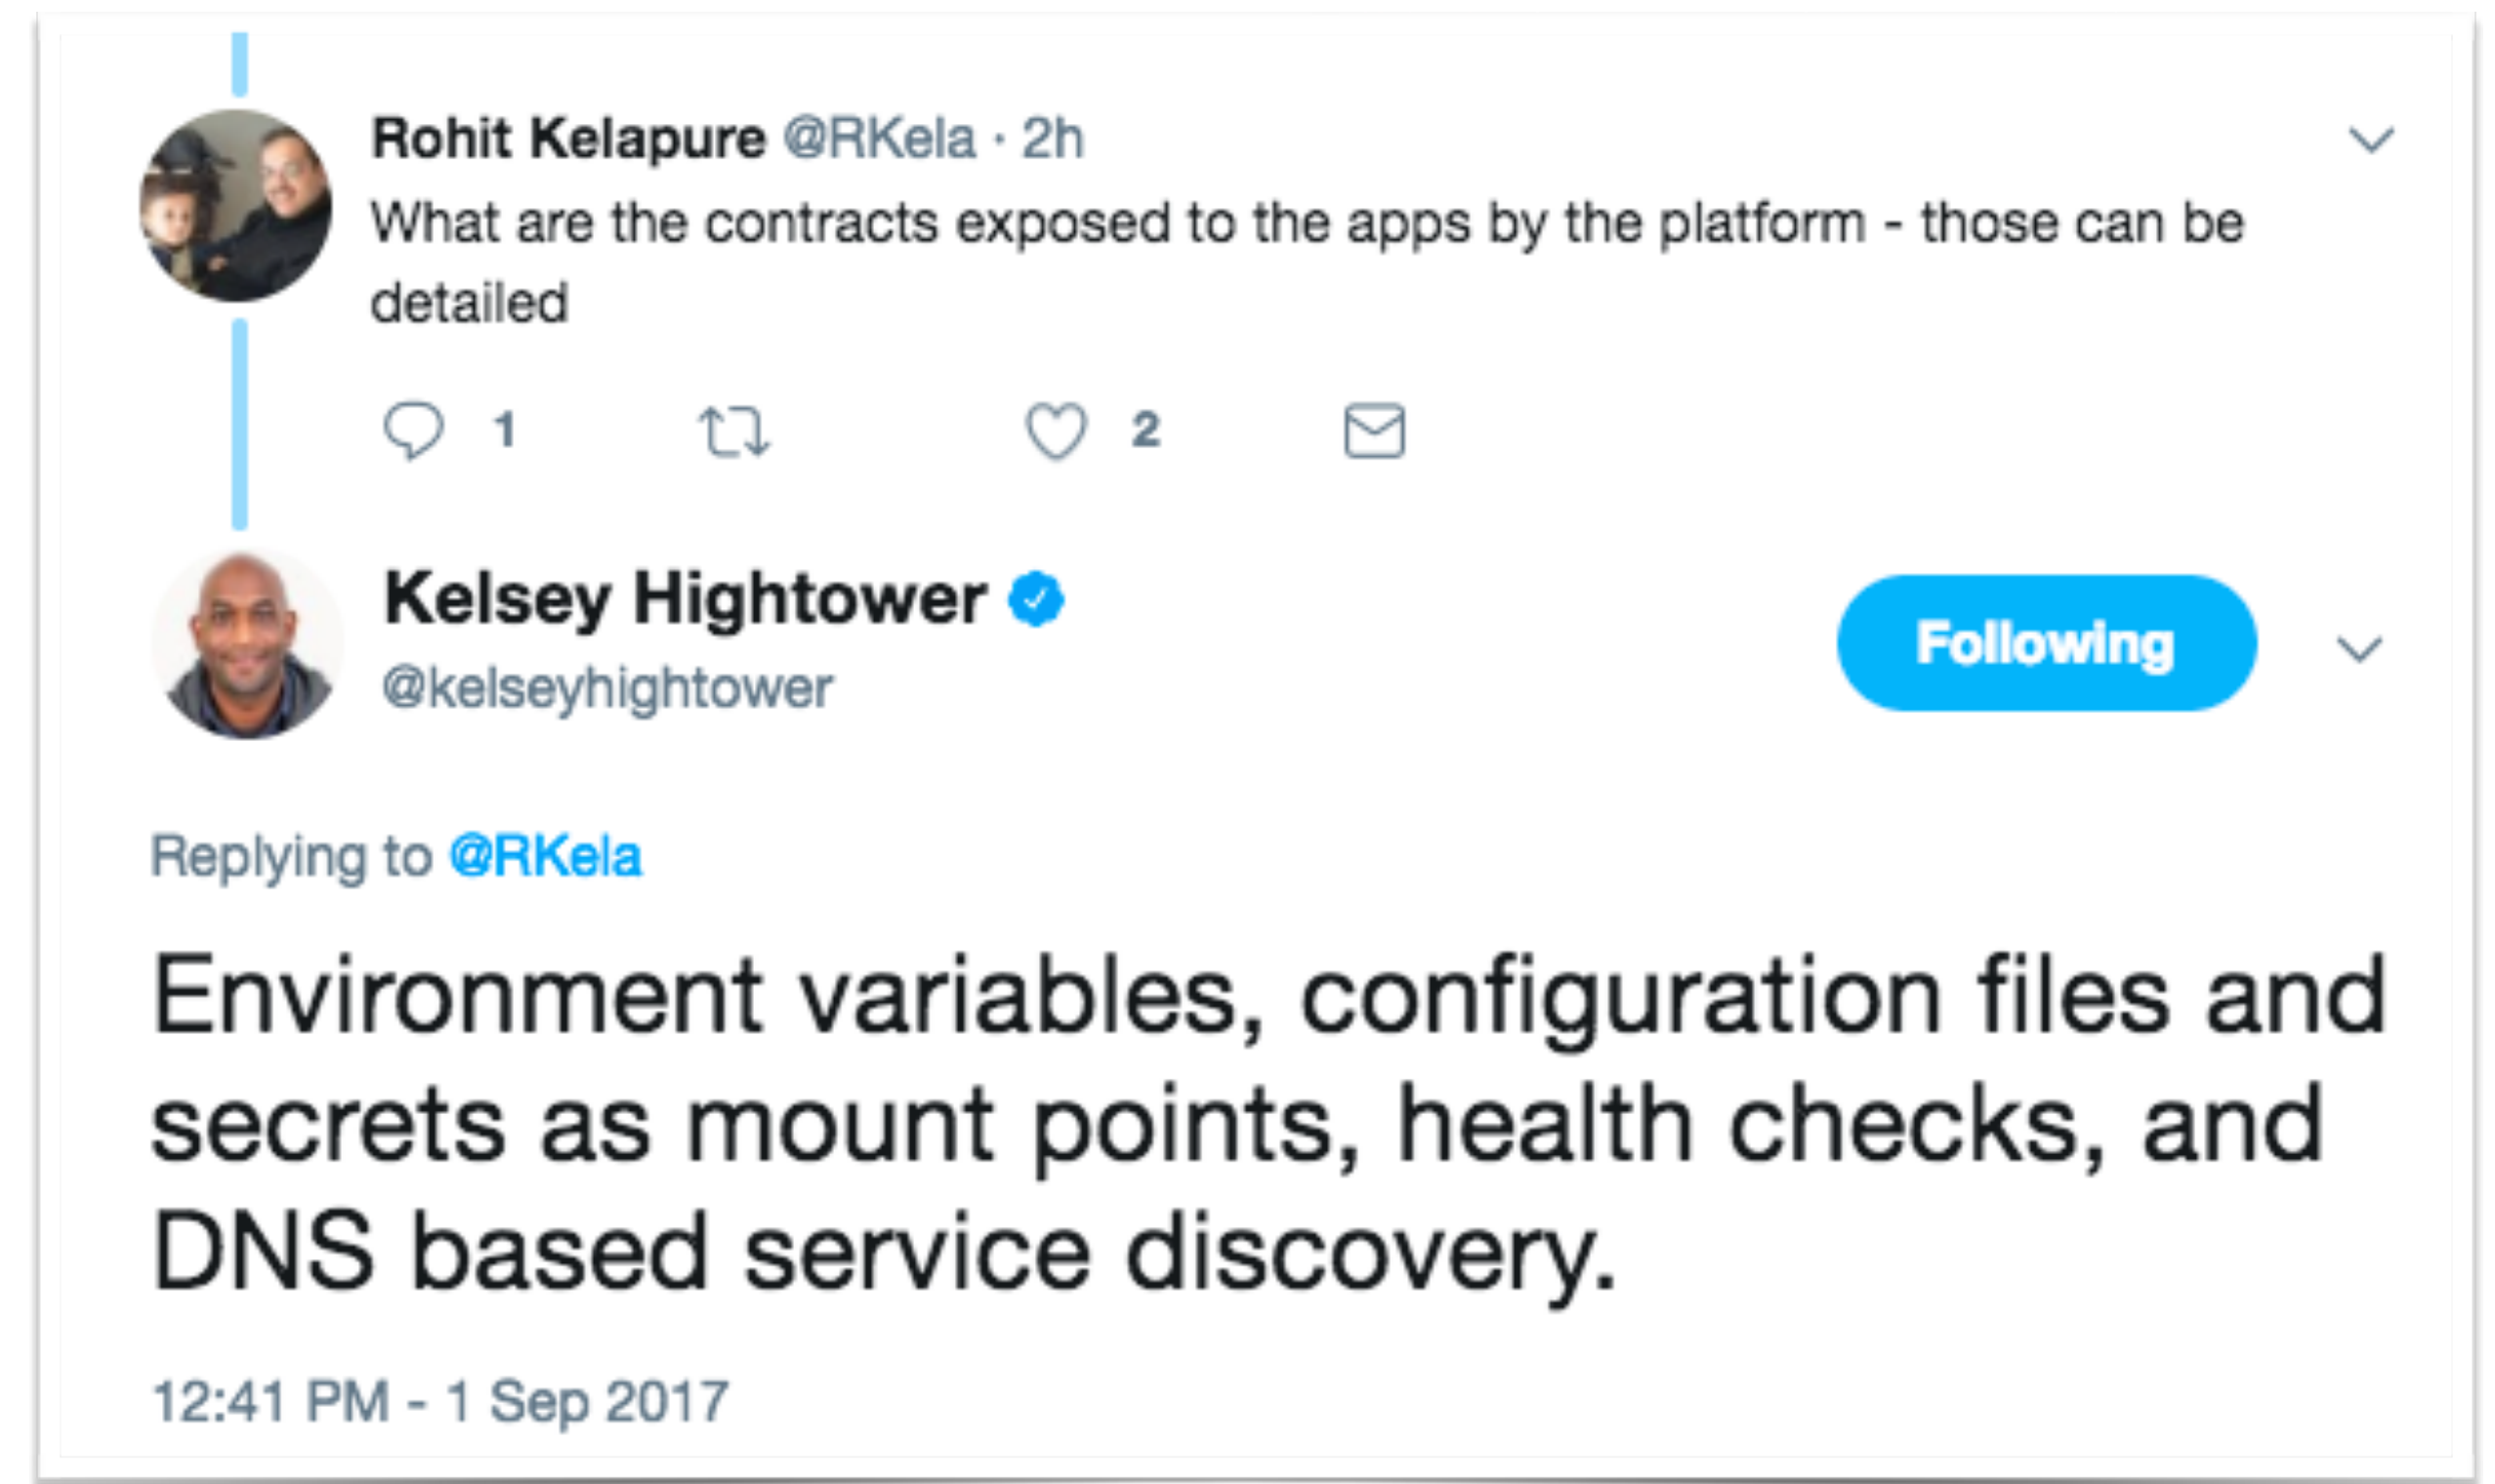 Rohit Kelapure @RKela · 2h
What are the contracts exposed to the apps by the platform - those can be
detailed
1 2
Kelsey Hightower
@kelseyhightower
Following
Replying to @RKela
Environment variables, configuration files and
secrets as mount points, health checks, and
DNS based service discovery.
12:41 PM - 1 Sep 2017